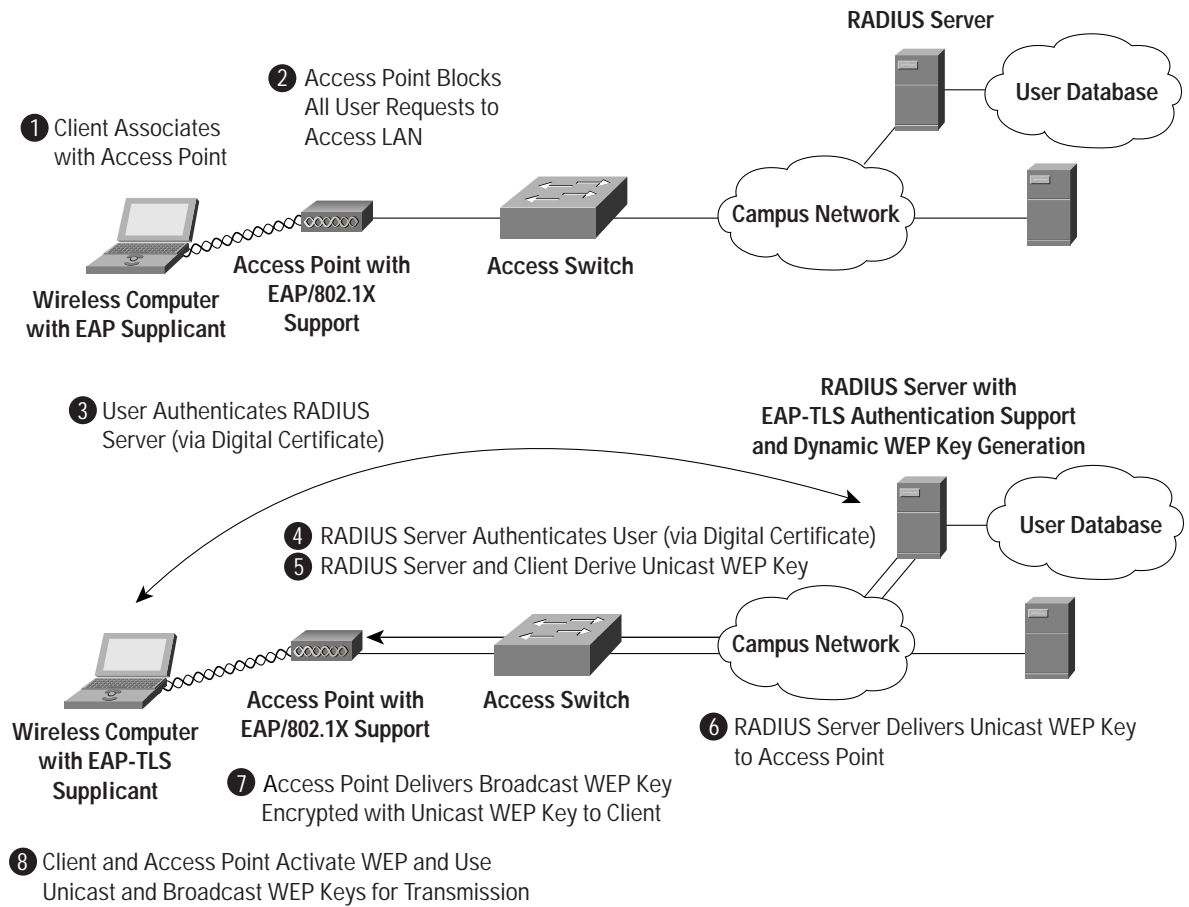 RADIUS Server
2 Access Point Blocks
All User Requests to
Access LAN
User Database
1 Client Associates
with Access Point
Campus Network
Access Point with
EAP/802.1X
Support
Access Switch
Wireless Computer
with EAP Supplicant
RADIUS Server with
EAP-TLS Authentication Support
and Dynamic WEP Key Generation
3 User Authenticates RADIUS
Server (via Digital Certificate)
User Database
4 RADIUS Server Authenticates User (via Digital Certificate)
5 RADIUS Server and Client Derive Unicast WEP Key
Campus Network
Access Point with
EAP/802.1X Support
Access Switch
Wireless Computer
with EAP-TLS
Supplicant
6 RADIUS Server Delivers Unicast WEP Key
to Access Point
7 Access Point Delivers Broadcast WEP Key
Encrypted with Unicast WEP Key to Client
8 Client and Access Point Activate WEP and Use
Unicast and Broadcast WEP Keys for Transmission